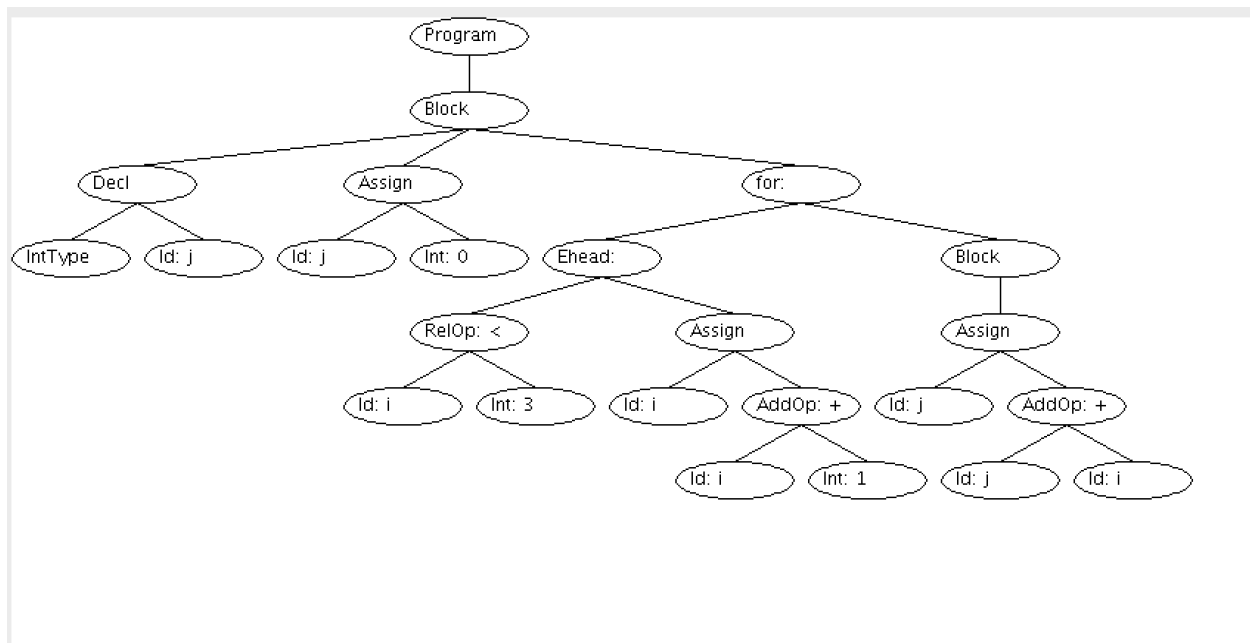 Program
Block
Decl
Assign
for:
IntType
Id: j
Id: j
Int: 0
Ehead:
Block
RelOp: <
Assign
Assign
Id: i
Int: 3
Id: i
AddOp: +
Id: j
AddOp: +
Id: i
Int: 1
Id: j
Id: i